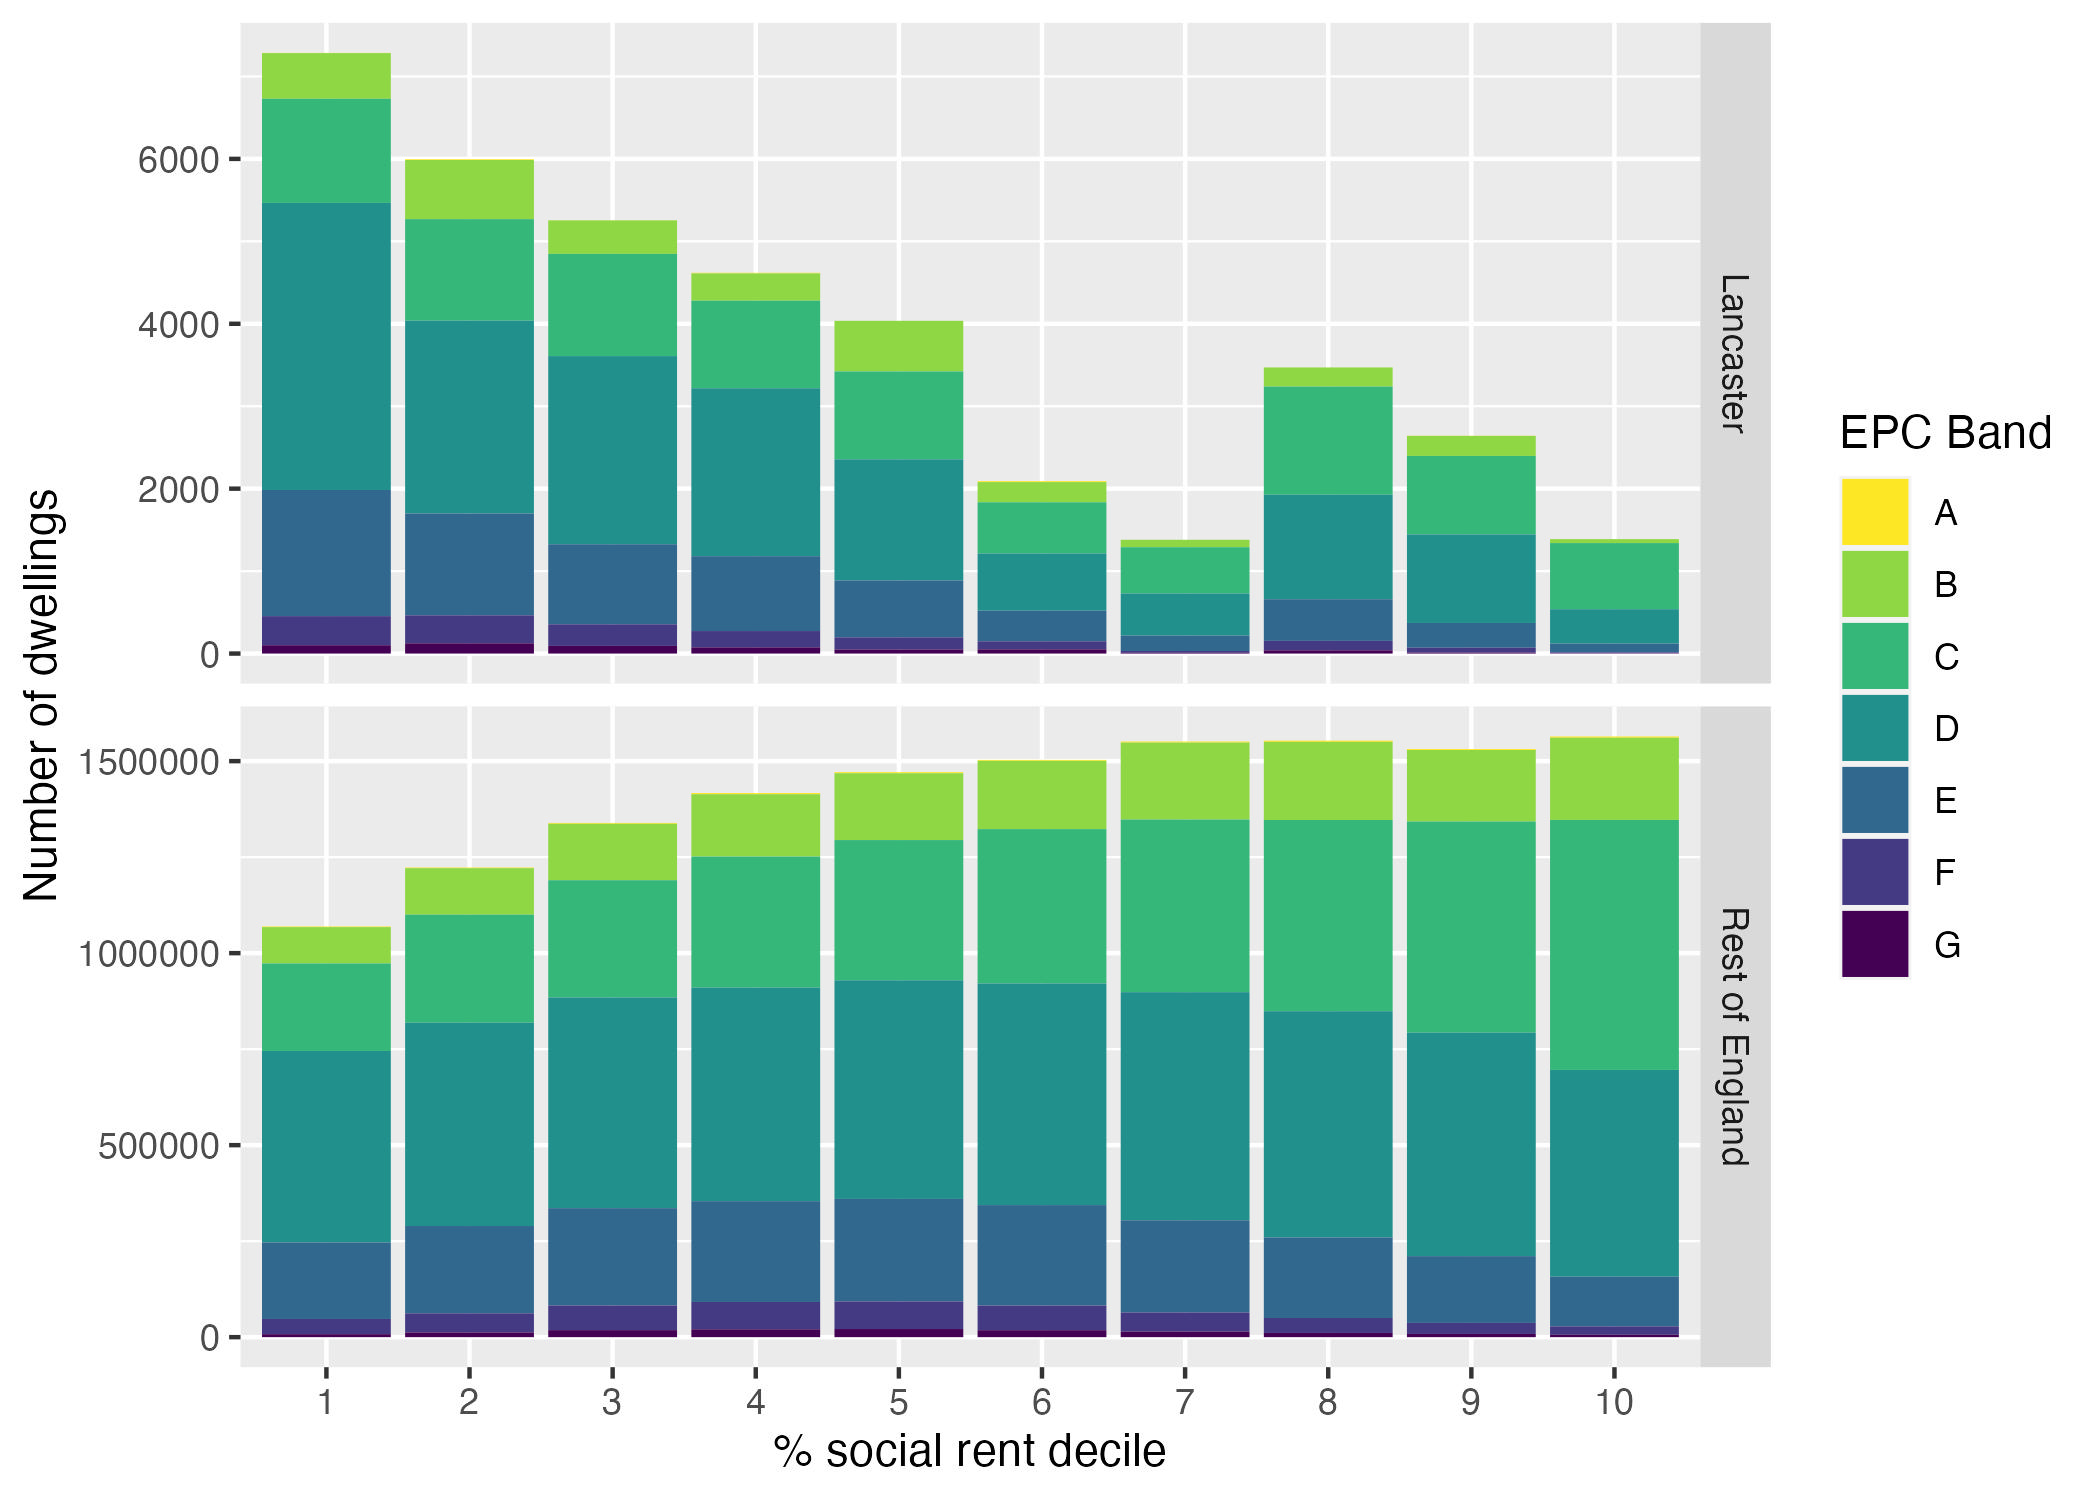 Number of dwellings
6000
4000
2000
0
Lancaster
1500000
1000000
500000
0
Rest of England
1 2 3 4 5 6 7 8 9 10
% social rent decile
EPC Band
A
B
C
D
E
F
G